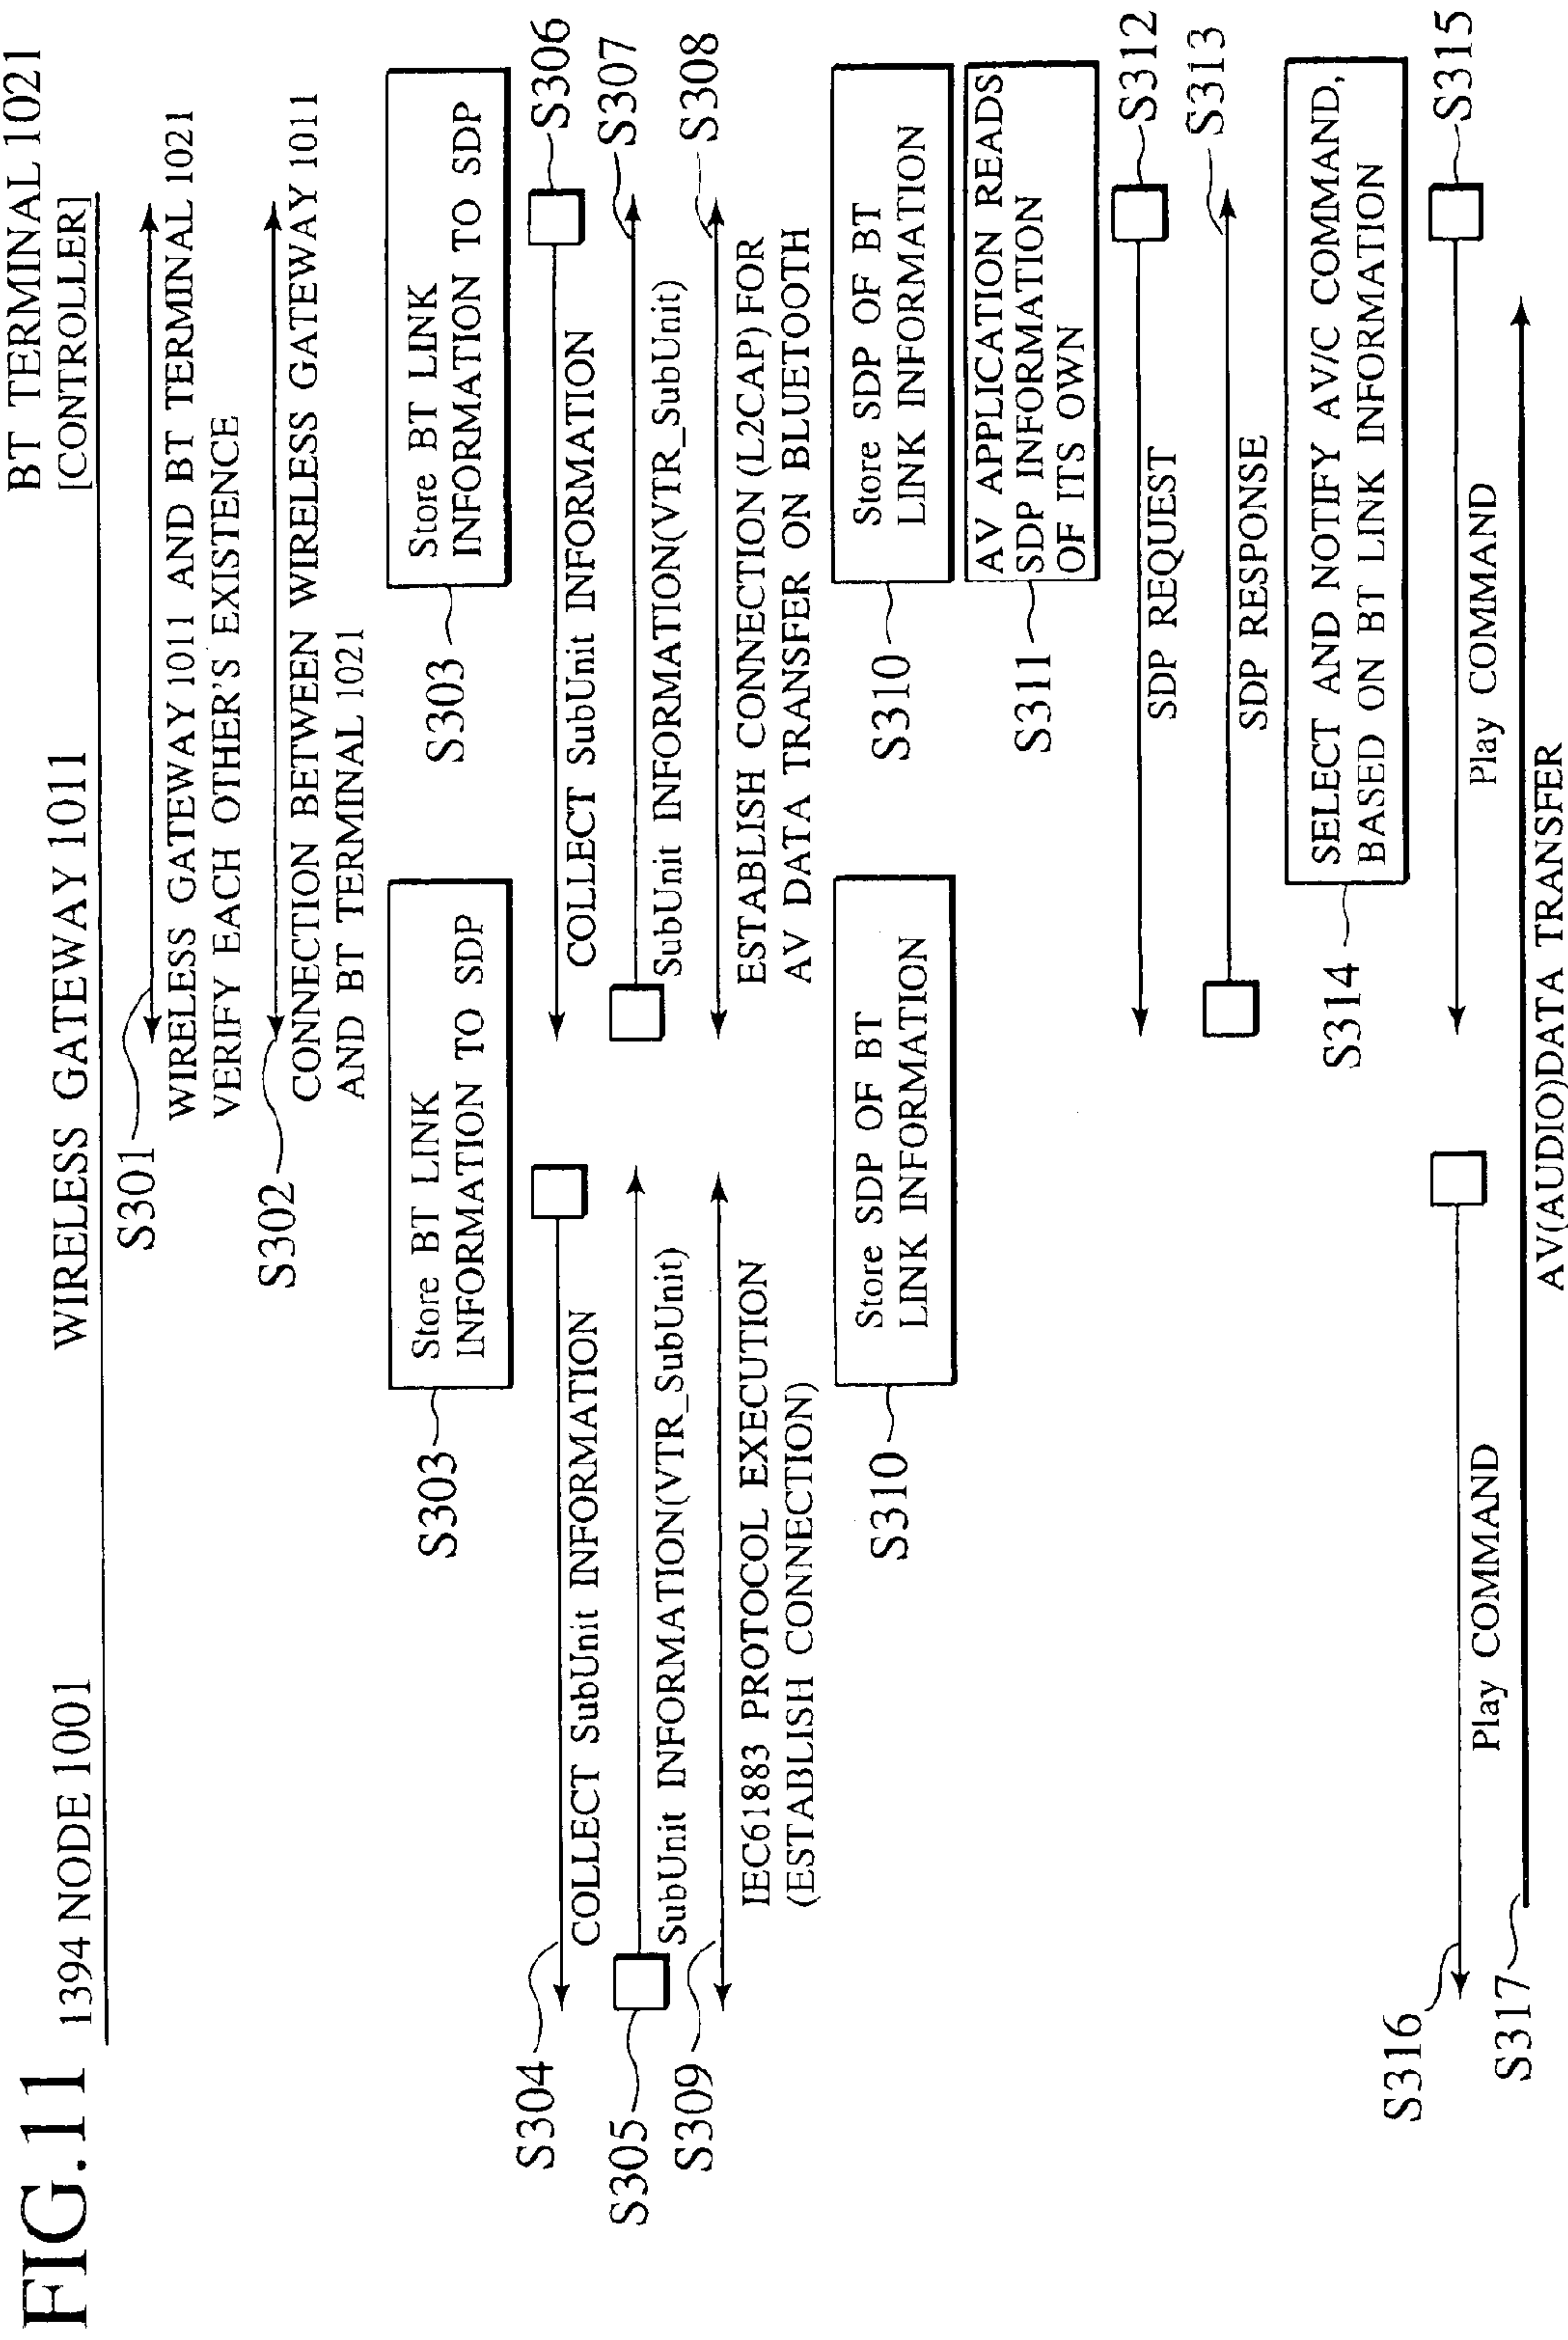 FIG.11
1394 NODE 1001
WIRELESS GATEWAY 1011
BT TERMINAL 1021
[CONTROLLER]
S301
WIRELESS GATEWAY 1011 AND BT TERMINAL 1021
VERIFY EACH OTHER'S EXISTENCE
S302
CONNECTION BETWEEN WIRELESS GATEWAY 1011
AND BT TERMINAL 1021
S303
Store BT LINK
INFORMATION TO SDP
S303
Store BT LINK
INFORMATION TO SDP
S304
COLLECT SubUnit INFORMATION
S306
COLLECT SubUnit INFORMATION
S305
SubUnit INFORMATION(VTR_SubUnit)
S307
SubUnit INFORMATION(VTR_SubUnit)
S309
IEC61883 PROTOCOL EXECUTION
(ESTABLISH CONNECTION)
S308
ESTABLISH CONNECTION (L2CAP) FOR
AV DATA TRANSFER ON BLUETOOTH
S310
Store SDP OF BT
LINK INFORMATION
S310
Store SDP OF BT
LINK INFORMATION
S311
AV APPLICATION READS
SDP INFORMATION
OF ITS OWN
S312
SDP REQUEST
S313
SDP RESPONSE
S314
SELECT AND NOTIFY AV/C COMMAND,
BASED ON BT LINK INFORMATION
S316
Play COMMAND
S315
Play COMMAND
S317
AV(AUDIO)DATA TRANSFER